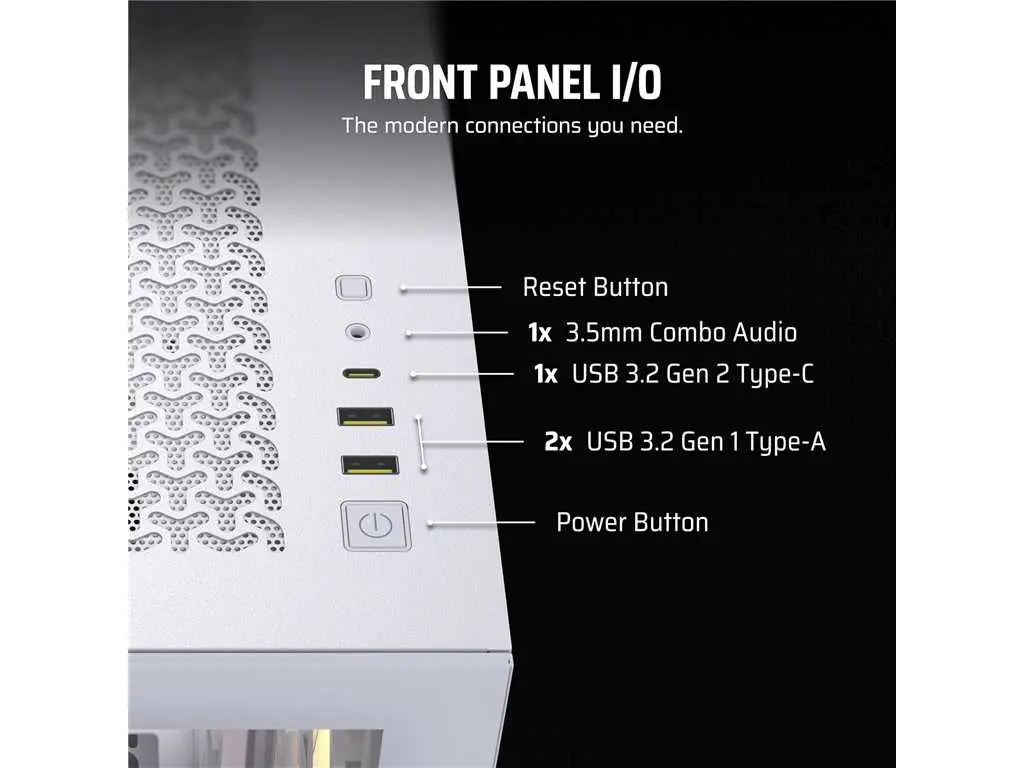 FRONT PANEL I/O
The modern connections you need.
Reset Button
1x 3.5mm Combo Audio
1x USB 3.2 Gen 2 Type-C
2x USB 3.2 Gen 1 Type-A
Power Button